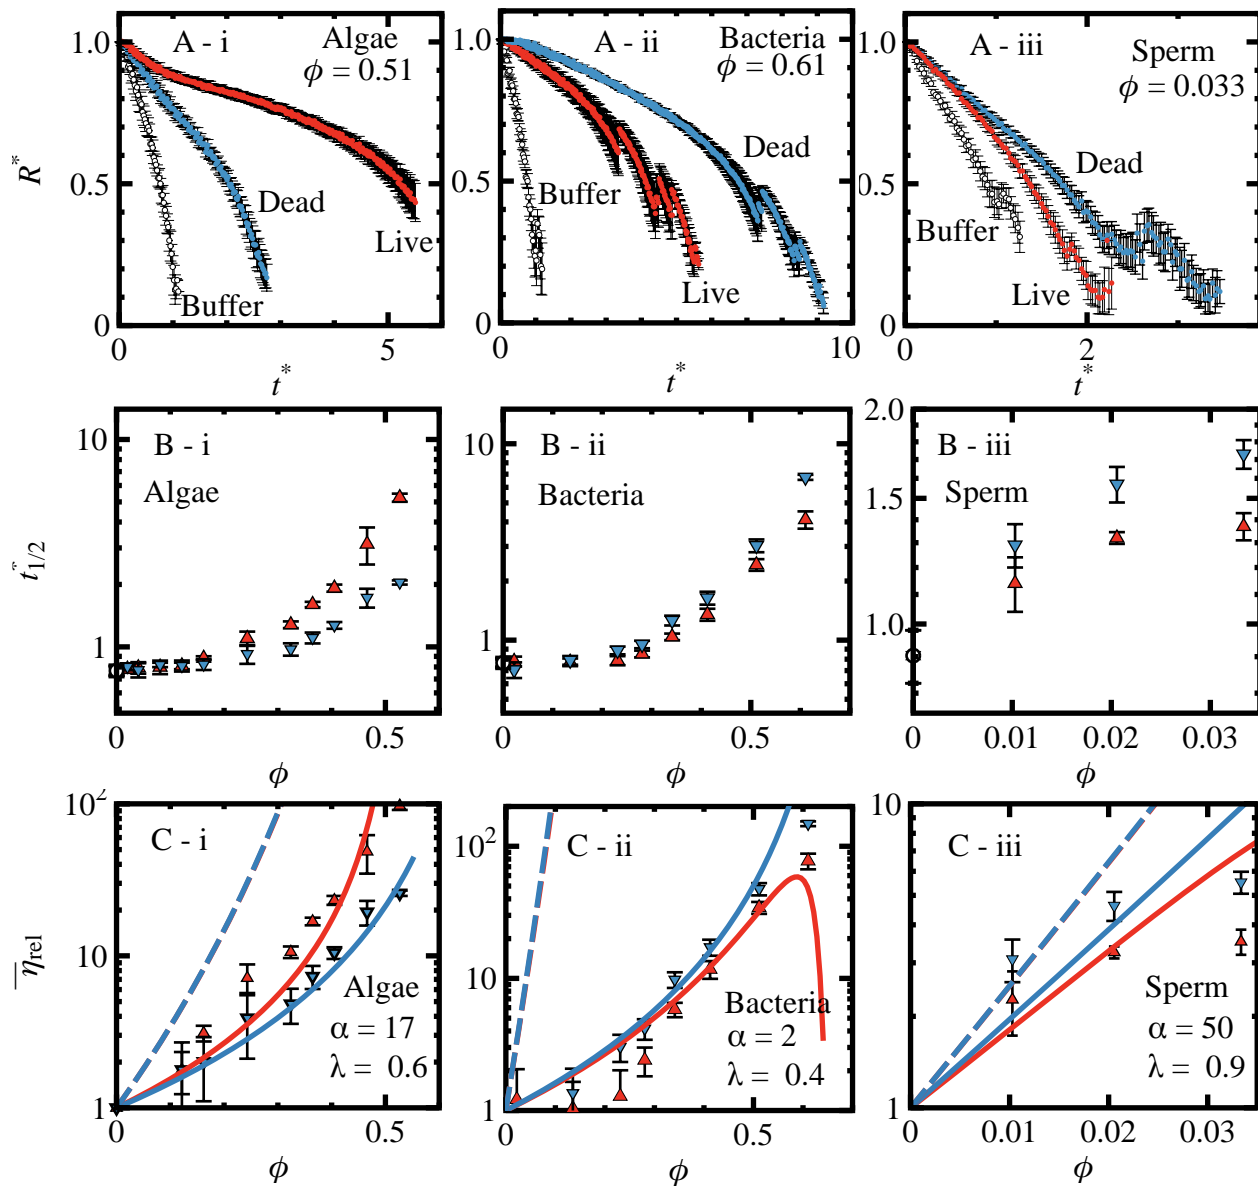 A - i
Algae
ϕ = 0.51
1.0
0.5
0
R*
Dead
Live
Buffer
0
5
t*
A - ii
Bacteria
ϕ = 0.61
1.0
0.5
0
Buffer
Dead
Live
0
10
t*
A - iii
Sperm
ϕ = 0.033
1.0
0.5
0
Buffer
Dead
Live
0
2
t*
B - i
Algae
10
1
t*1/2
0
0.5
ϕ
B - ii
Bacteria
10
1
0
0.5
ϕ
B - iii
Sperm
2.0
1.5
1.0
0
0.01
0.02
0.03
ϕ
C - i
10²
10
1
η̅rel
Algae
α = 17
λ = 0.6
0
0.5
ϕ
C - ii
10²
10
1
Bacteria
α = 2
λ = 0.4
0
0.5
ϕ
C - iii
10
1
Sperm
α = 50
λ = 0.9
0
0.01
0.02
0.03
ϕ